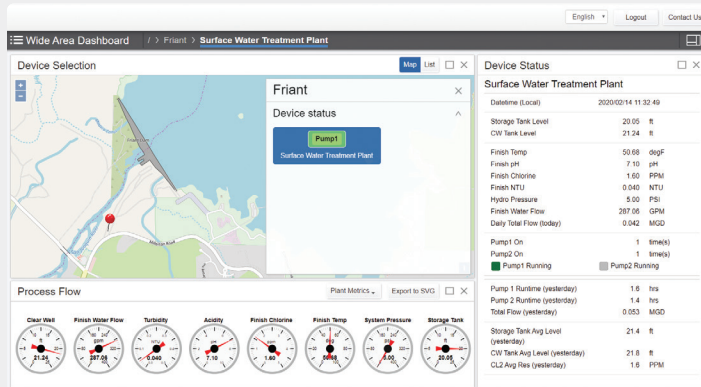 English
Logout
Contact Us
Wide Area Dashboard / > Friant > Surface Water Treatment Plant
Device Selection
Map List
Friant
Device status
Pump1
Surface Water Treatment Plant
Process Flow
Plant Metrics
Export to SVG
Clear Well
Finish Water Flow
Turbidity
Acidity
Finish Chlorine
Finish Temp
System Pressure
Storage Tank
ft
gpm
NTU
pH
ppm
21.24
287.06
0.040
7.10
1.60
20.05
Device Status
Surface Water Treatment Plant
Datetime (Local) 2020/02/14 11:32:49
Storage Tank Level 20.05 ft
CW Tank Level 21.24 ft
Finish Temp 50.68 degF
Finish pH 7.10 pH
Finish Chlorine 1.60 PPM
Finish NTU 0.040 NTU
Hydro Pressure 5.00 PSI
Finish Water Flow 287.06 GPM
Daily Total Flow (today) 0.042 MGD
Pump1 On 1 time(s)
Pump2 On 1 time(s)
Pump1 Running Pump2 Running
Pump 1 Runtime (yesterday) 1.6 hrs
Pump 2 Runtime (yesterday) 1.4 hrs
Total Flow (yesterday) 0.053 MGD
Storage Tank Avg Level 21.4 ft
(yesterday)
CW Tank Avg Level (yesterday) 21.8 ft
CL2 Avg Res (yesterday) 1.6 PPM